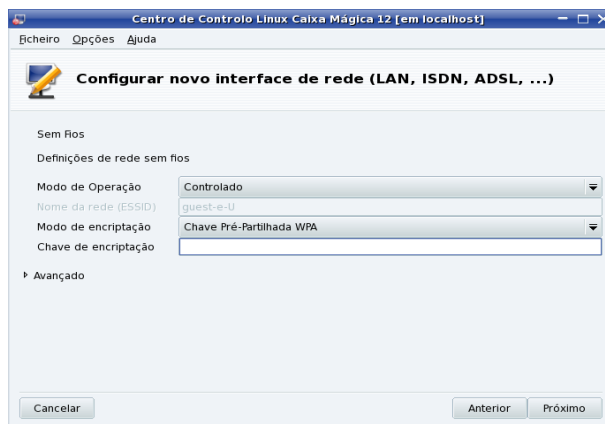 Centro de Controlo Linux Caixa Mágica 12 [em localhost]
Ficheiro Opções Ajuda
Configurar novo interface de rede (LAN, ISDN, ADSL, ...)
Sem Fios
Definições de rede sem fios
Modo de Operação Controlado
Nome da rede (ESSID) guest-e-U
Modo de encriptação Chave Pré-Partilhada WPA
Chave de encriptação
Avançado
Cancelar Anterior Próximo